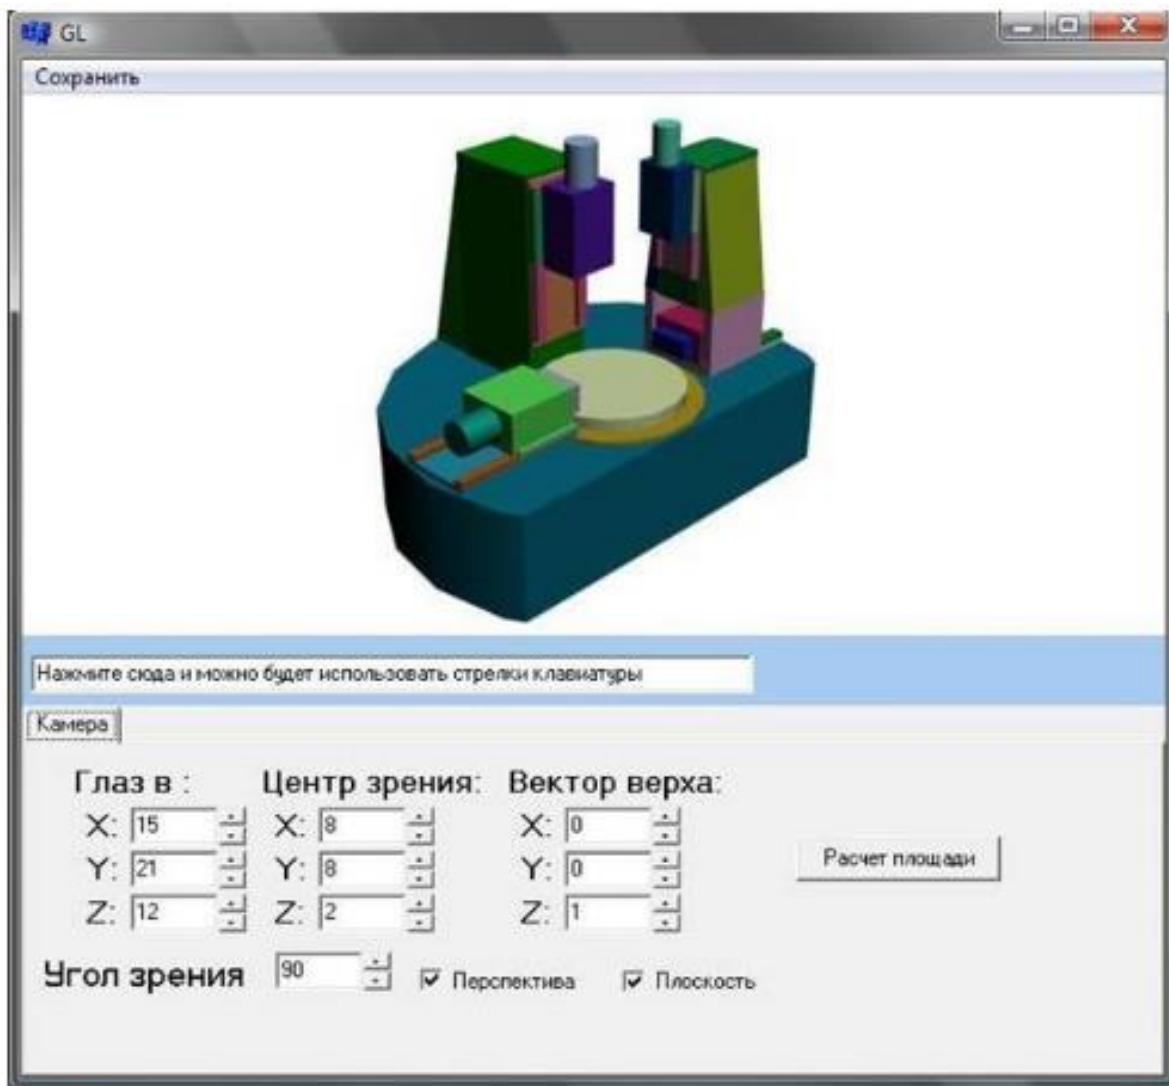 GL
Сохранить
Нажмите сюда и можно будет использовать стрелки клавиатуры
Камера
Глаз в : Центр зрения: Вектор верха:
X: 15 X: 8 X: 0
Y: 21 Y: 8 Y: 0
Расчет площади
Z: 12 Z: 2 Z: 1
Угол зрения 90 Перспектива Плоскость